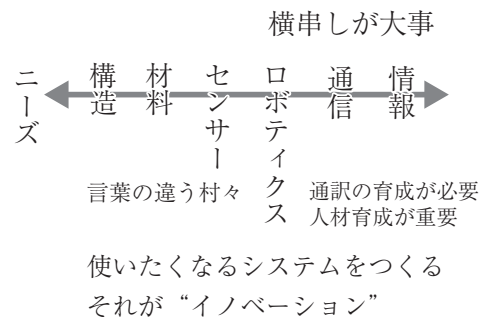 横串しが大事
ニーズ
構造
材料
センサー
ロボティクス
通信
情報
言葉の違う村々
通訳の育成が必要
人材育成が重要
使いたくなるシステムをつくる
それが“イノベーション”